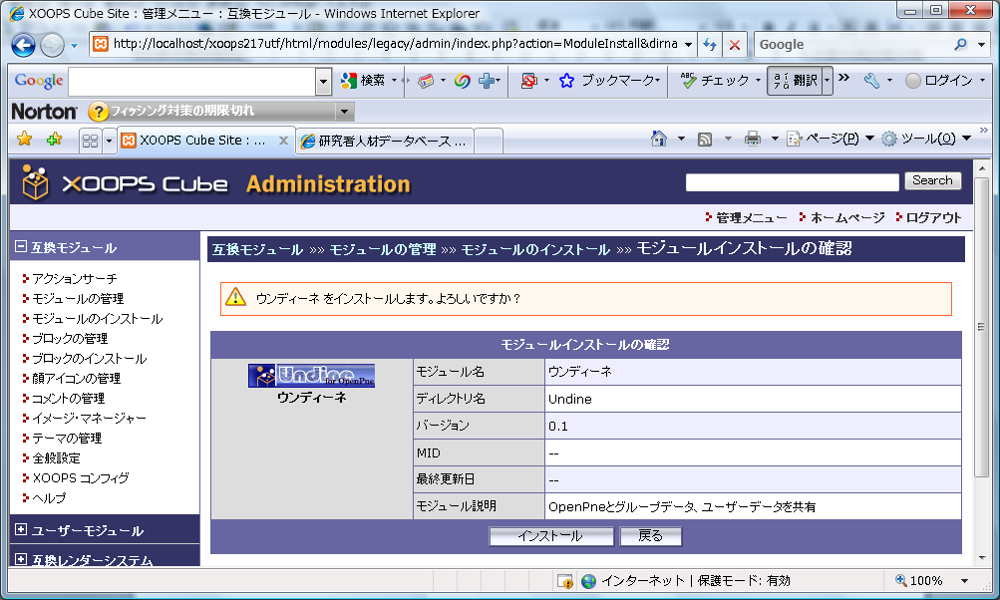 XOOPS Cube Site : 管理メニュー : 互換モジュール - Windows Internet Explorer
http://localhost/xoops217utf/html/modules/legacy/admin/index.php?action=ModuleInstall&dirna
Google
Google 検索 ブックマーク チェック 翻訳 ログイン
Norton フィッシング対策の期限切れ
XOOPS Cube Site : ... 研究者人材データベース ... ページ(P) ツール(O)
XOOPS Cube Administration
Search
管理メニュー ホームページ ログアウト
互換モジュール
アクションサーチ
モジュールの管理
モジュールのインストール
ブロックの管理
ブロックのインストール
顔アイコンの管理
コメントの管理
イメージ・マネージャー
テーマの管理
全般設定
XOOPS コンフィグ
ヘルプ
ユーザーモジュール
互換レンダーシステム
互換モジュール »» モジュールの管理 »» モジュールのインストール »» モジュールインストールの確認
ウンディーネ をインストールします。よろしいですか?
モジュールインストールの確認
Undine
for OpenPne
ウンディーネ
モジュール名 ウンディーネ
ディレクトリ名 Undine
バージョン 0.1
MID --
最終更新日 --
モジュール説明 OpenPneとグループデータ、ユーザーデータを共有
インストール 戻る
インターネット | 保護モード: 有効 100%